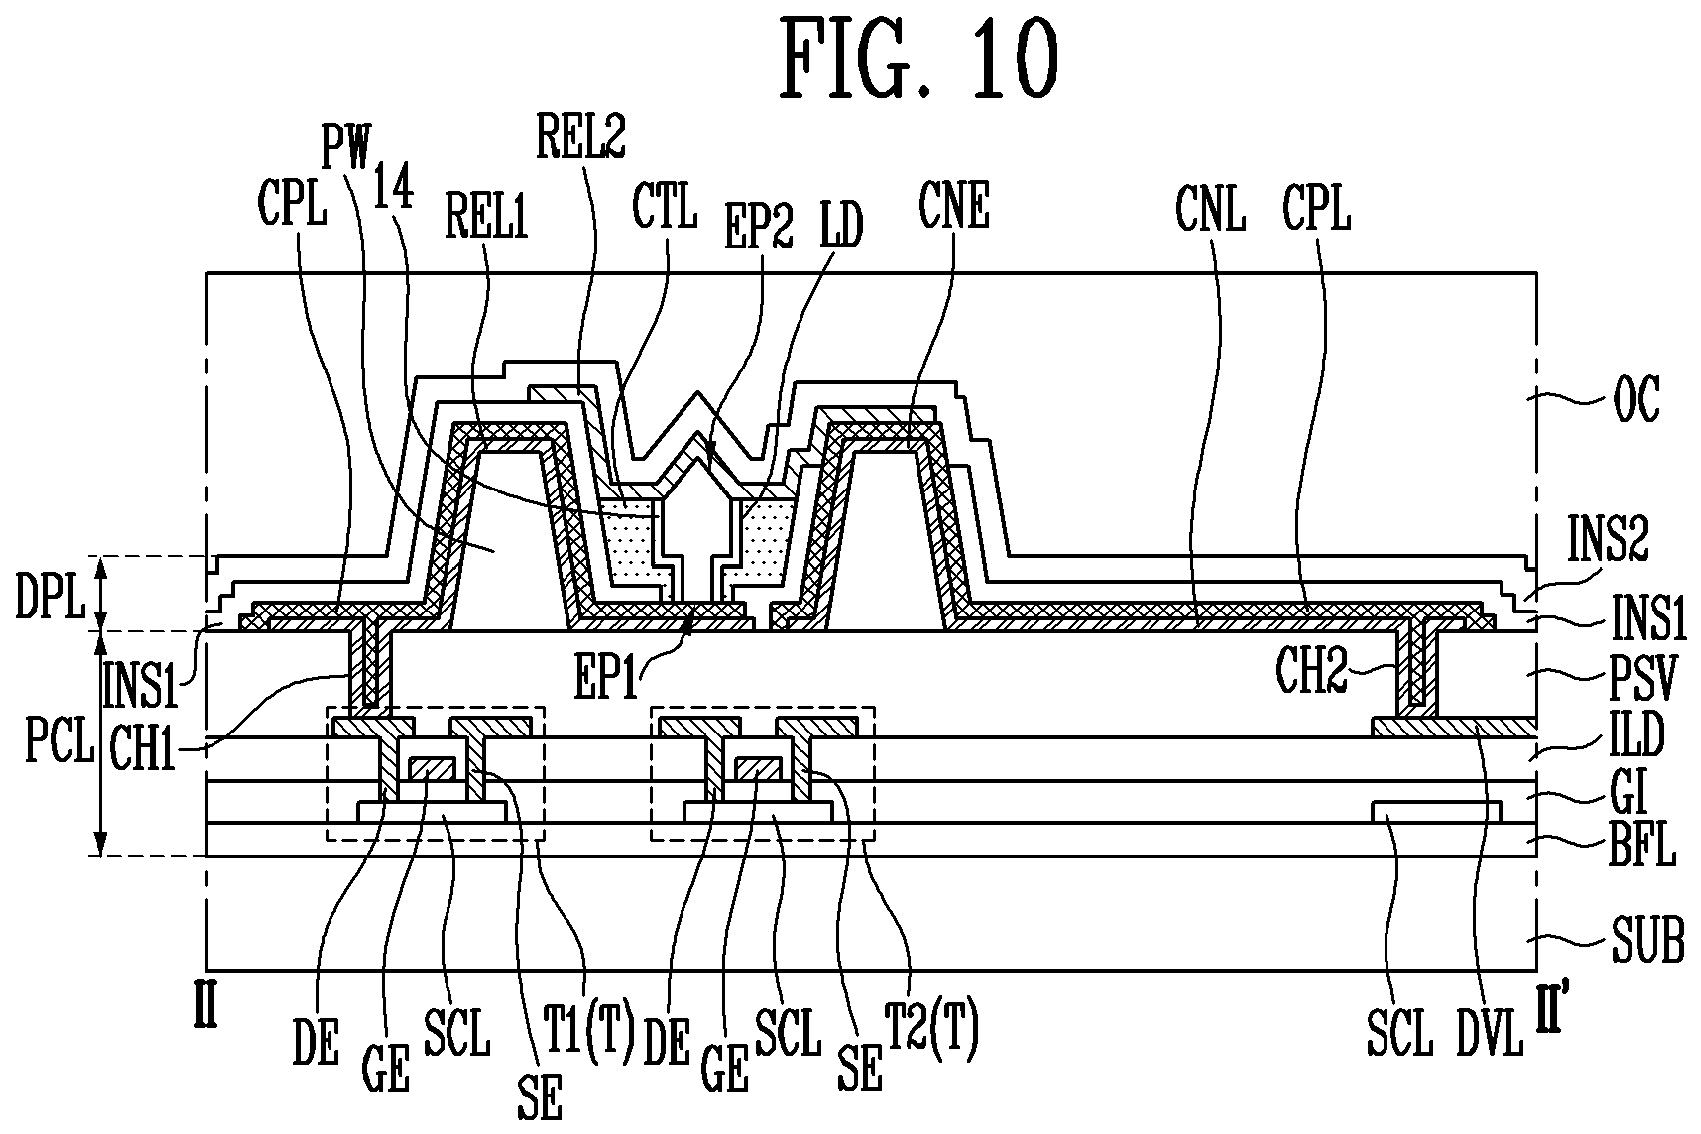 FIG. 10
REL2
PW
14
CPL
REL1
CTL
EP2
LD
CNE
CNL
CPL
OC
INS2
DPL
INS1
INS1
EP1
CH2
PSV
PCL
CH1
ILD
GI
BFL
SUB
II
II'
DE
GE
SCL
T1(T)
SE
DE
GE
SCL
SE
T2(T)
SCL
DVL